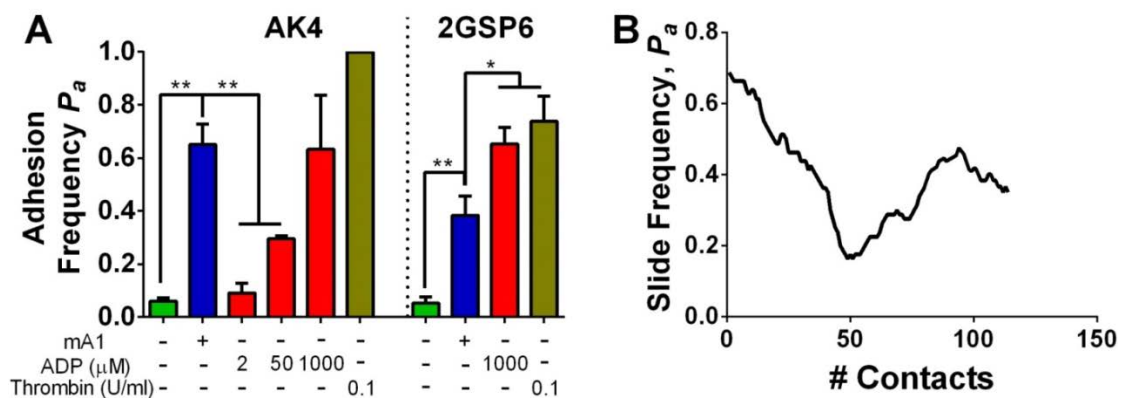 A
AK4
2GSP6
Adhesion
Frequency Pa
1.0
0.8
0.6
0.4
0.2
0.0
**
**
**
*
mA1 - + - - - - - + - -
ADP (μM) - - 2 50 1000 - - - 1000 -
Thrombin (U/ml) - - - - - 0.1 - - - 0.1
B
Slide Frequency, Pa
0.8
0.6
0.4
0.2
0.0
0
50
100
150
# Contacts